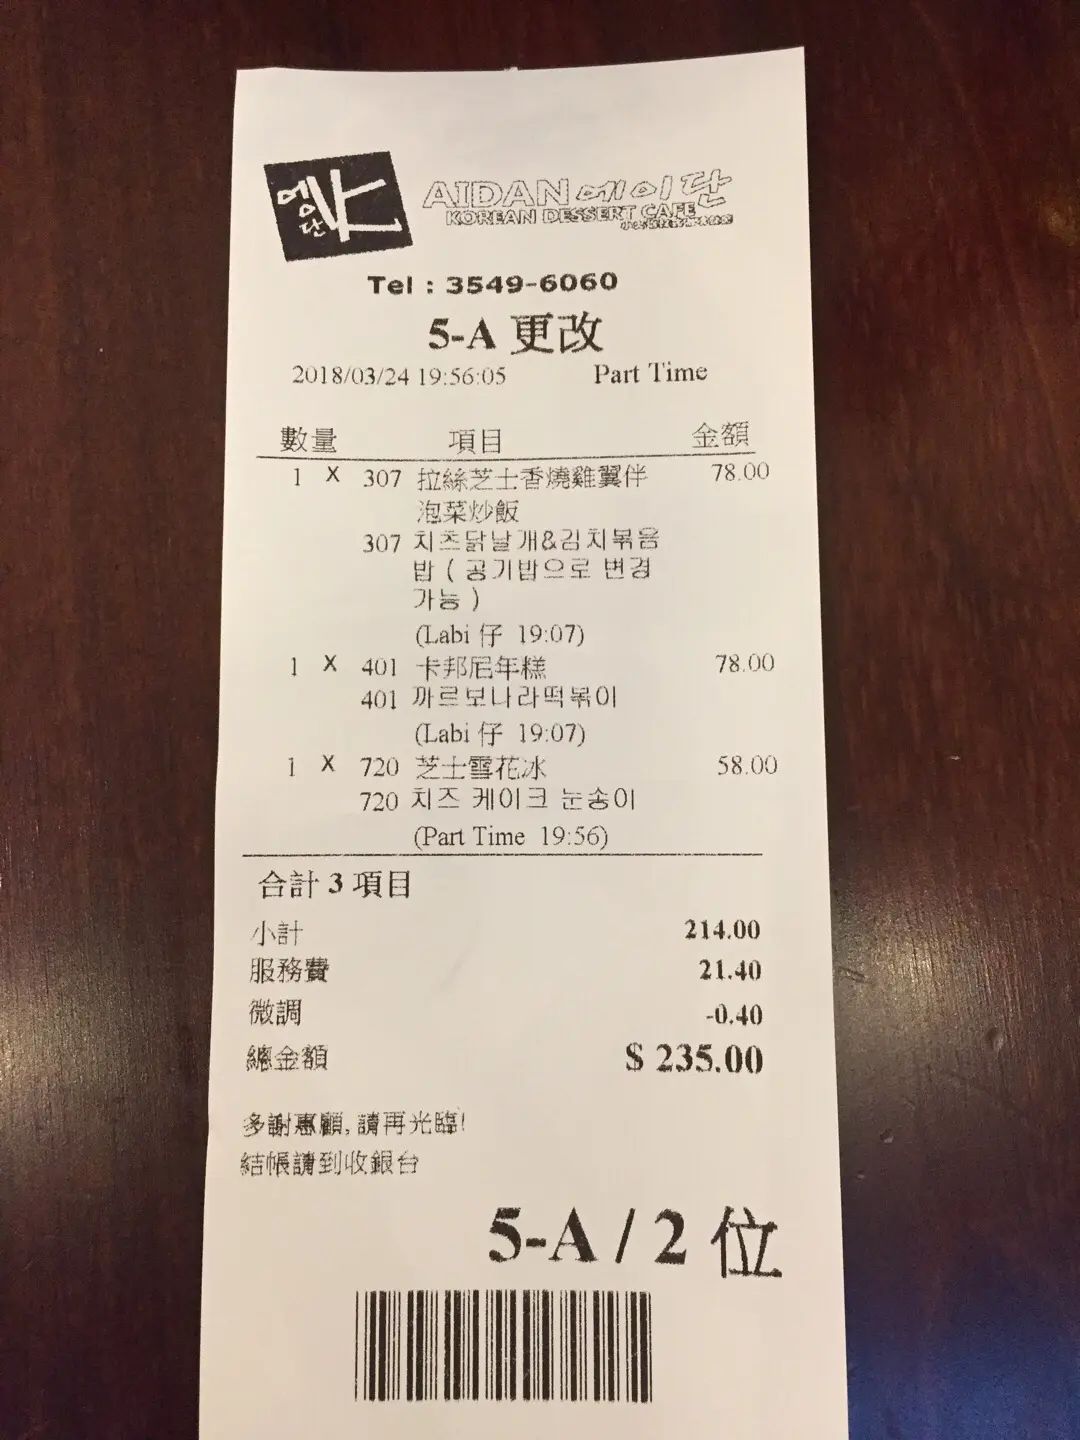 에이단 K
AIDAN 에이단
KOREAN DESSERT CAFE
Tel : 3549-6060
5-A 更改
2018/03/24 19:56:05 Part Time
數量 項目 金額
1 X 307 拉絲芝士香燒雞翼伴 78.00
泡菜炒飯
307 치츠닭날개&김치볶음
밥 ( 공기밥으로 변경
가능 )
(Labi 仔 19:07)
1 X 401 卡邦尼年糕 78.00
401 까르보나라떡볶이
(Labi 仔 19:07)
1 X 720 芝士雪花冰 58.00
720 치즈 케이크 눈송이
(Part Time 19:56)
合計 3 項目
小計 214.00
服務費 21.40
微調 -0.40
總金額 $ 235.00
多謝惠顧, 請再光臨!
結帳請到收銀台
5-A / 2 位